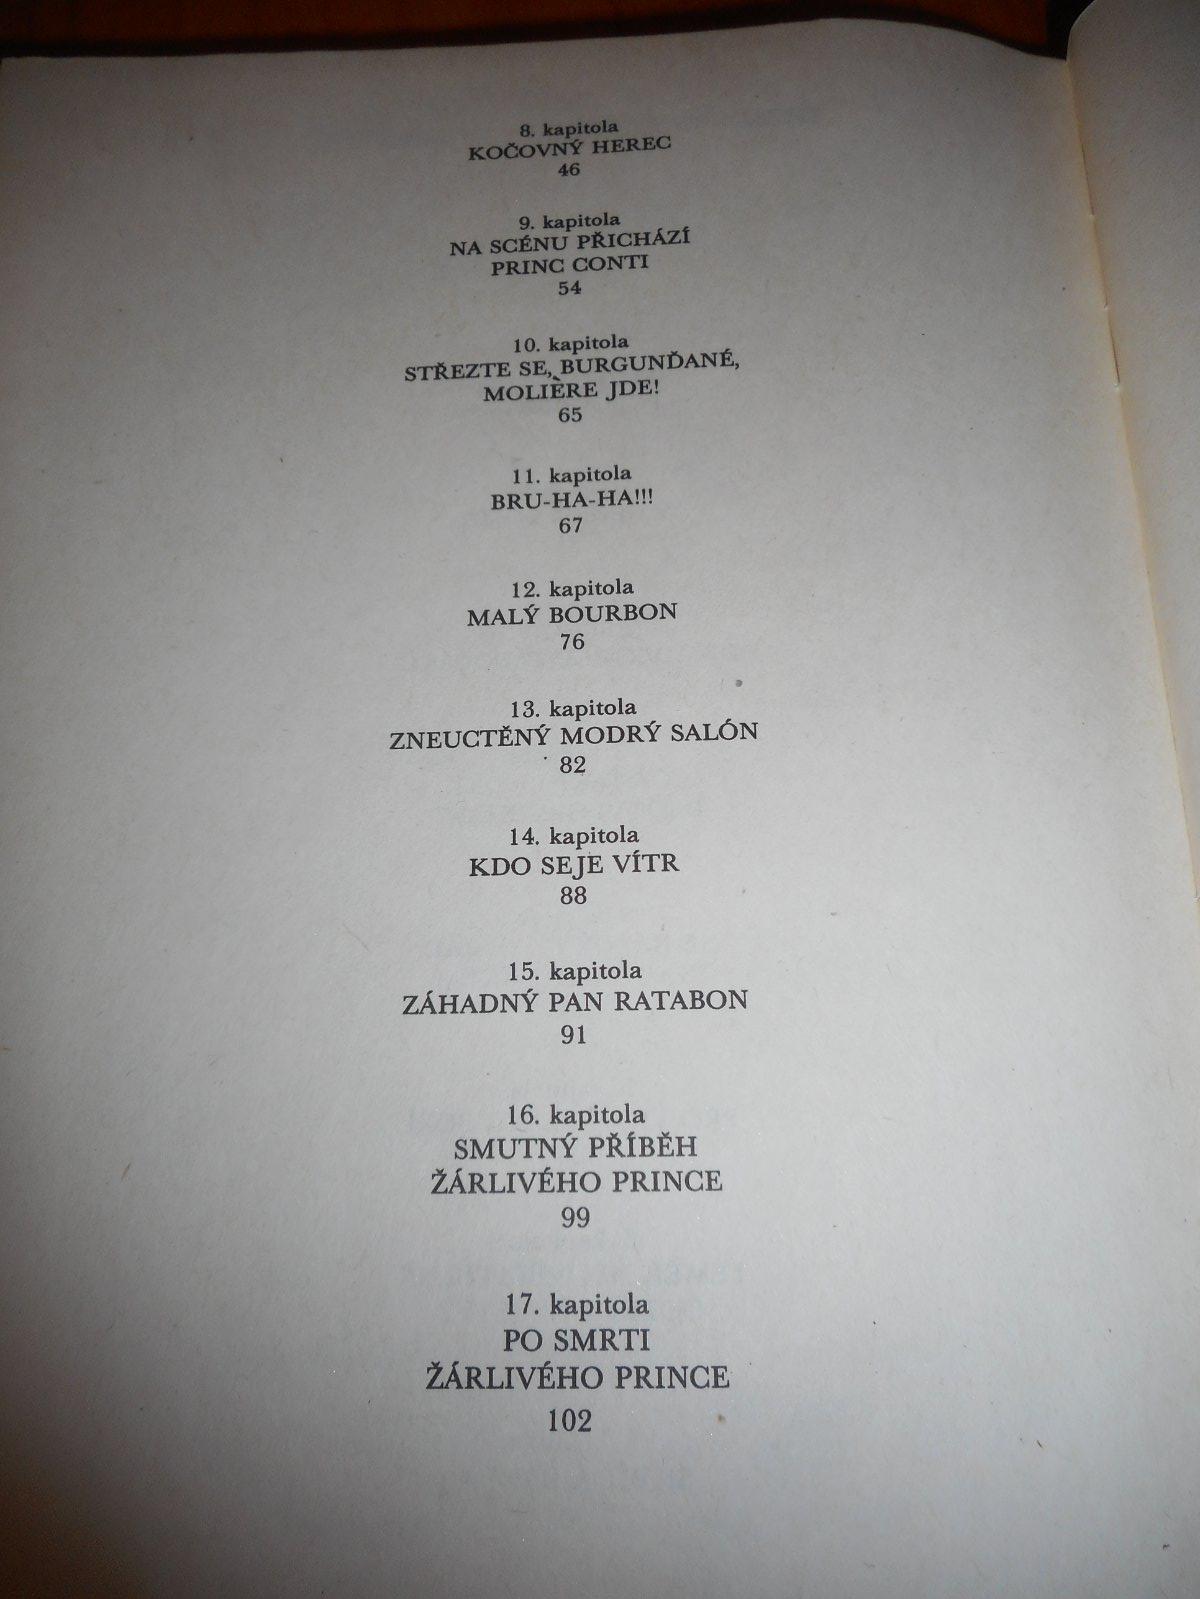 8. kapitola
KOČOVNÝ HEREC
46
9. kapitola
NA SCÉNU PŘICHÁZÍ
PRINC CONTI
54
10. kapitola
STŘEZTE SE, BURGUNĎANÉ,
MOLIÈRE JDE!
65
11. kapitola
BRU-HA-HA!!!
67
12. kapitola
MALÝ BOURBON
76
13. kapitola
ZNEUCTĚNÝ MODRÝ SALÓN
82
14. kapitola
KDO SEJE VÍTR
88
15. kapitola
ZÁHADNÝ PAN RATABON
91
16. kapitola
SMUTNÝ PŘÍBĚH
ŽÁRLIVÉHO PRINCE
99
17. kapitola
PO SMRTI
ŽÁRLIVÉHO PRINCE
102